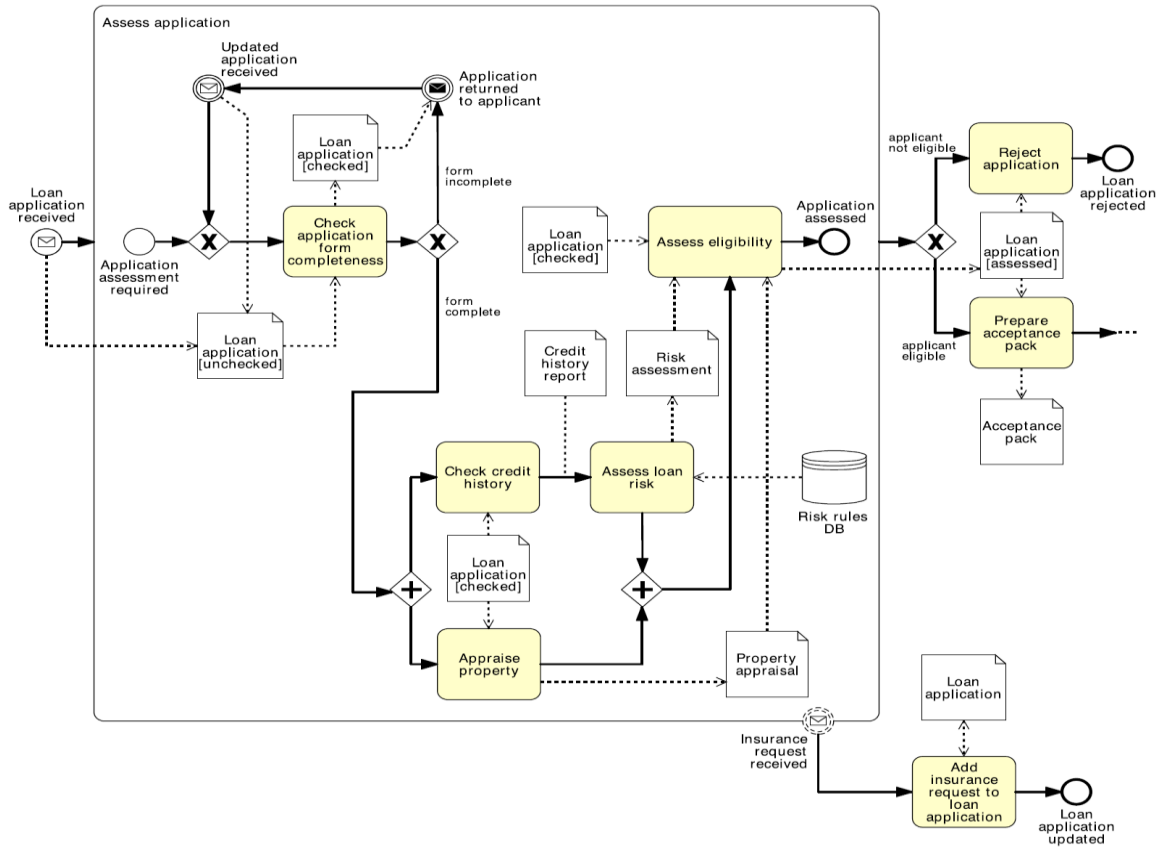 Assess application
Updated
application
received
Application
returned
to applicant
Loan
application
[checked]
form
incomplete
applicant
not eligible
Reject
application
Loan
application
rejected
Loan
application
received
Application
assessment
required
Check
application
form
completeness
Loan
application
[checked]
Assess eligibility
Application
assessed
Loan
application
[assessed]
form
complete
Loan
application
[unchecked]
Credit
history
report
Risk
assessment
applicant
eligible
Prepare
acceptance
pack
Acceptance
pack
Check credit
history
Assess loan
risk
Risk rules
DB
Loan
application
[checked]
Appraise
property
Property
appraisal
Loan
application
Insurance
request
received
Add
insurance
request to
loan
application
Loan
application
updated